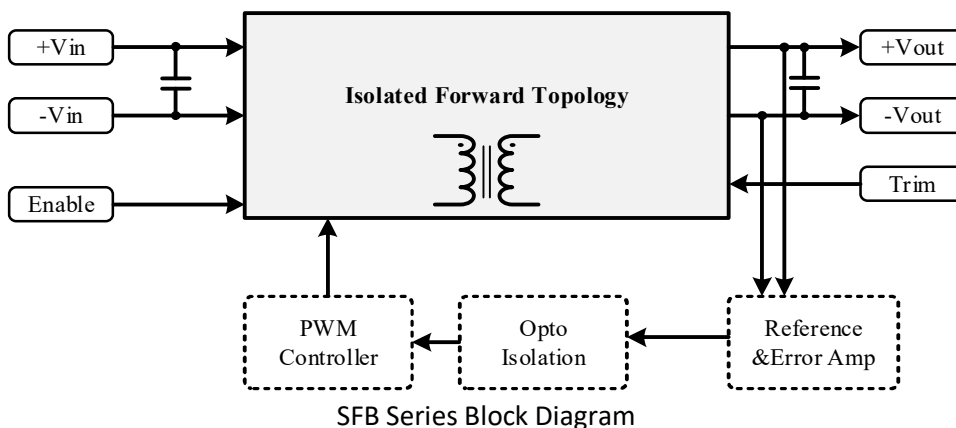 +Vin
+Vout
Isolated Forward Topology
-Vin
-Vout
Enable
Trim
PWM
Controller
Opto
Isolation
Reference
&Error Amp
SFB Series Block Diagram